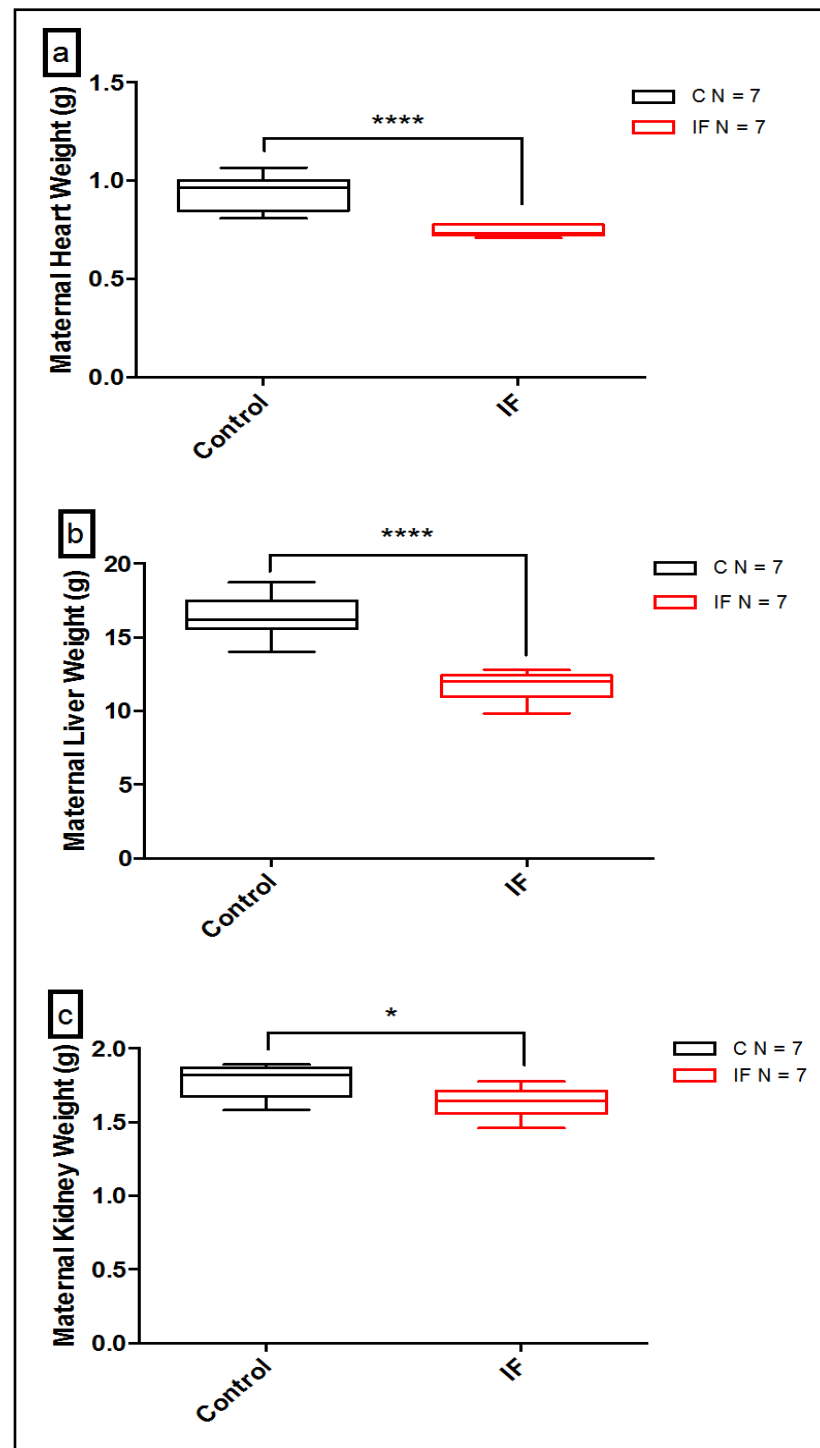 a
Maternal Heart Weight (g)
1.5
1.0
0.5
0.0
****
C N = 7
IF N = 7
Control
IF
b
Maternal Liver Weight (g)
20
15
10
5
0
****
C N = 7
IF N = 7
Control
IF
c
Maternal Kidney Weight (g)
2.0
1.5
1.0
0.5
0.0
*
C N = 7
IF N = 7
Control
IF